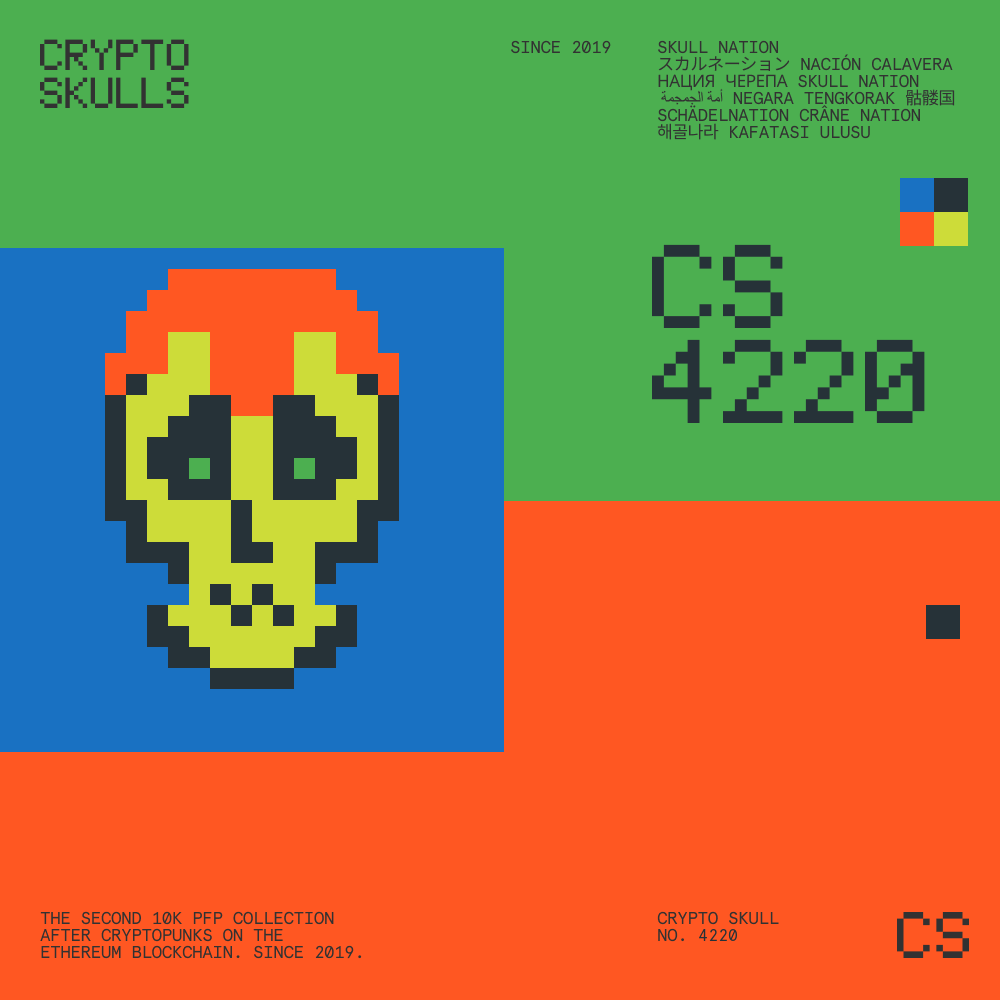 CRYPTO
SKULLS
SINCE 2019
SKULL NATION
スカルネーション NACIÓN CALAVERA
НАЦИЯ ЧЕРЕПА SKULL NATION
أمة الجمجمة NEGARA TENGKORAK 骷髅国
SCHÄDELNATION CRÂNE NATION
해골나라 KAFATASI ULUSU
CS
4220
THE SECOND 10K PFP COLLECTION
AFTER CRYPTOPUNKS ON THE
ETHEREUM BLOCKCHAIN. SINCE 2019.
CRYPTO SKULL
NO. 4220
CS